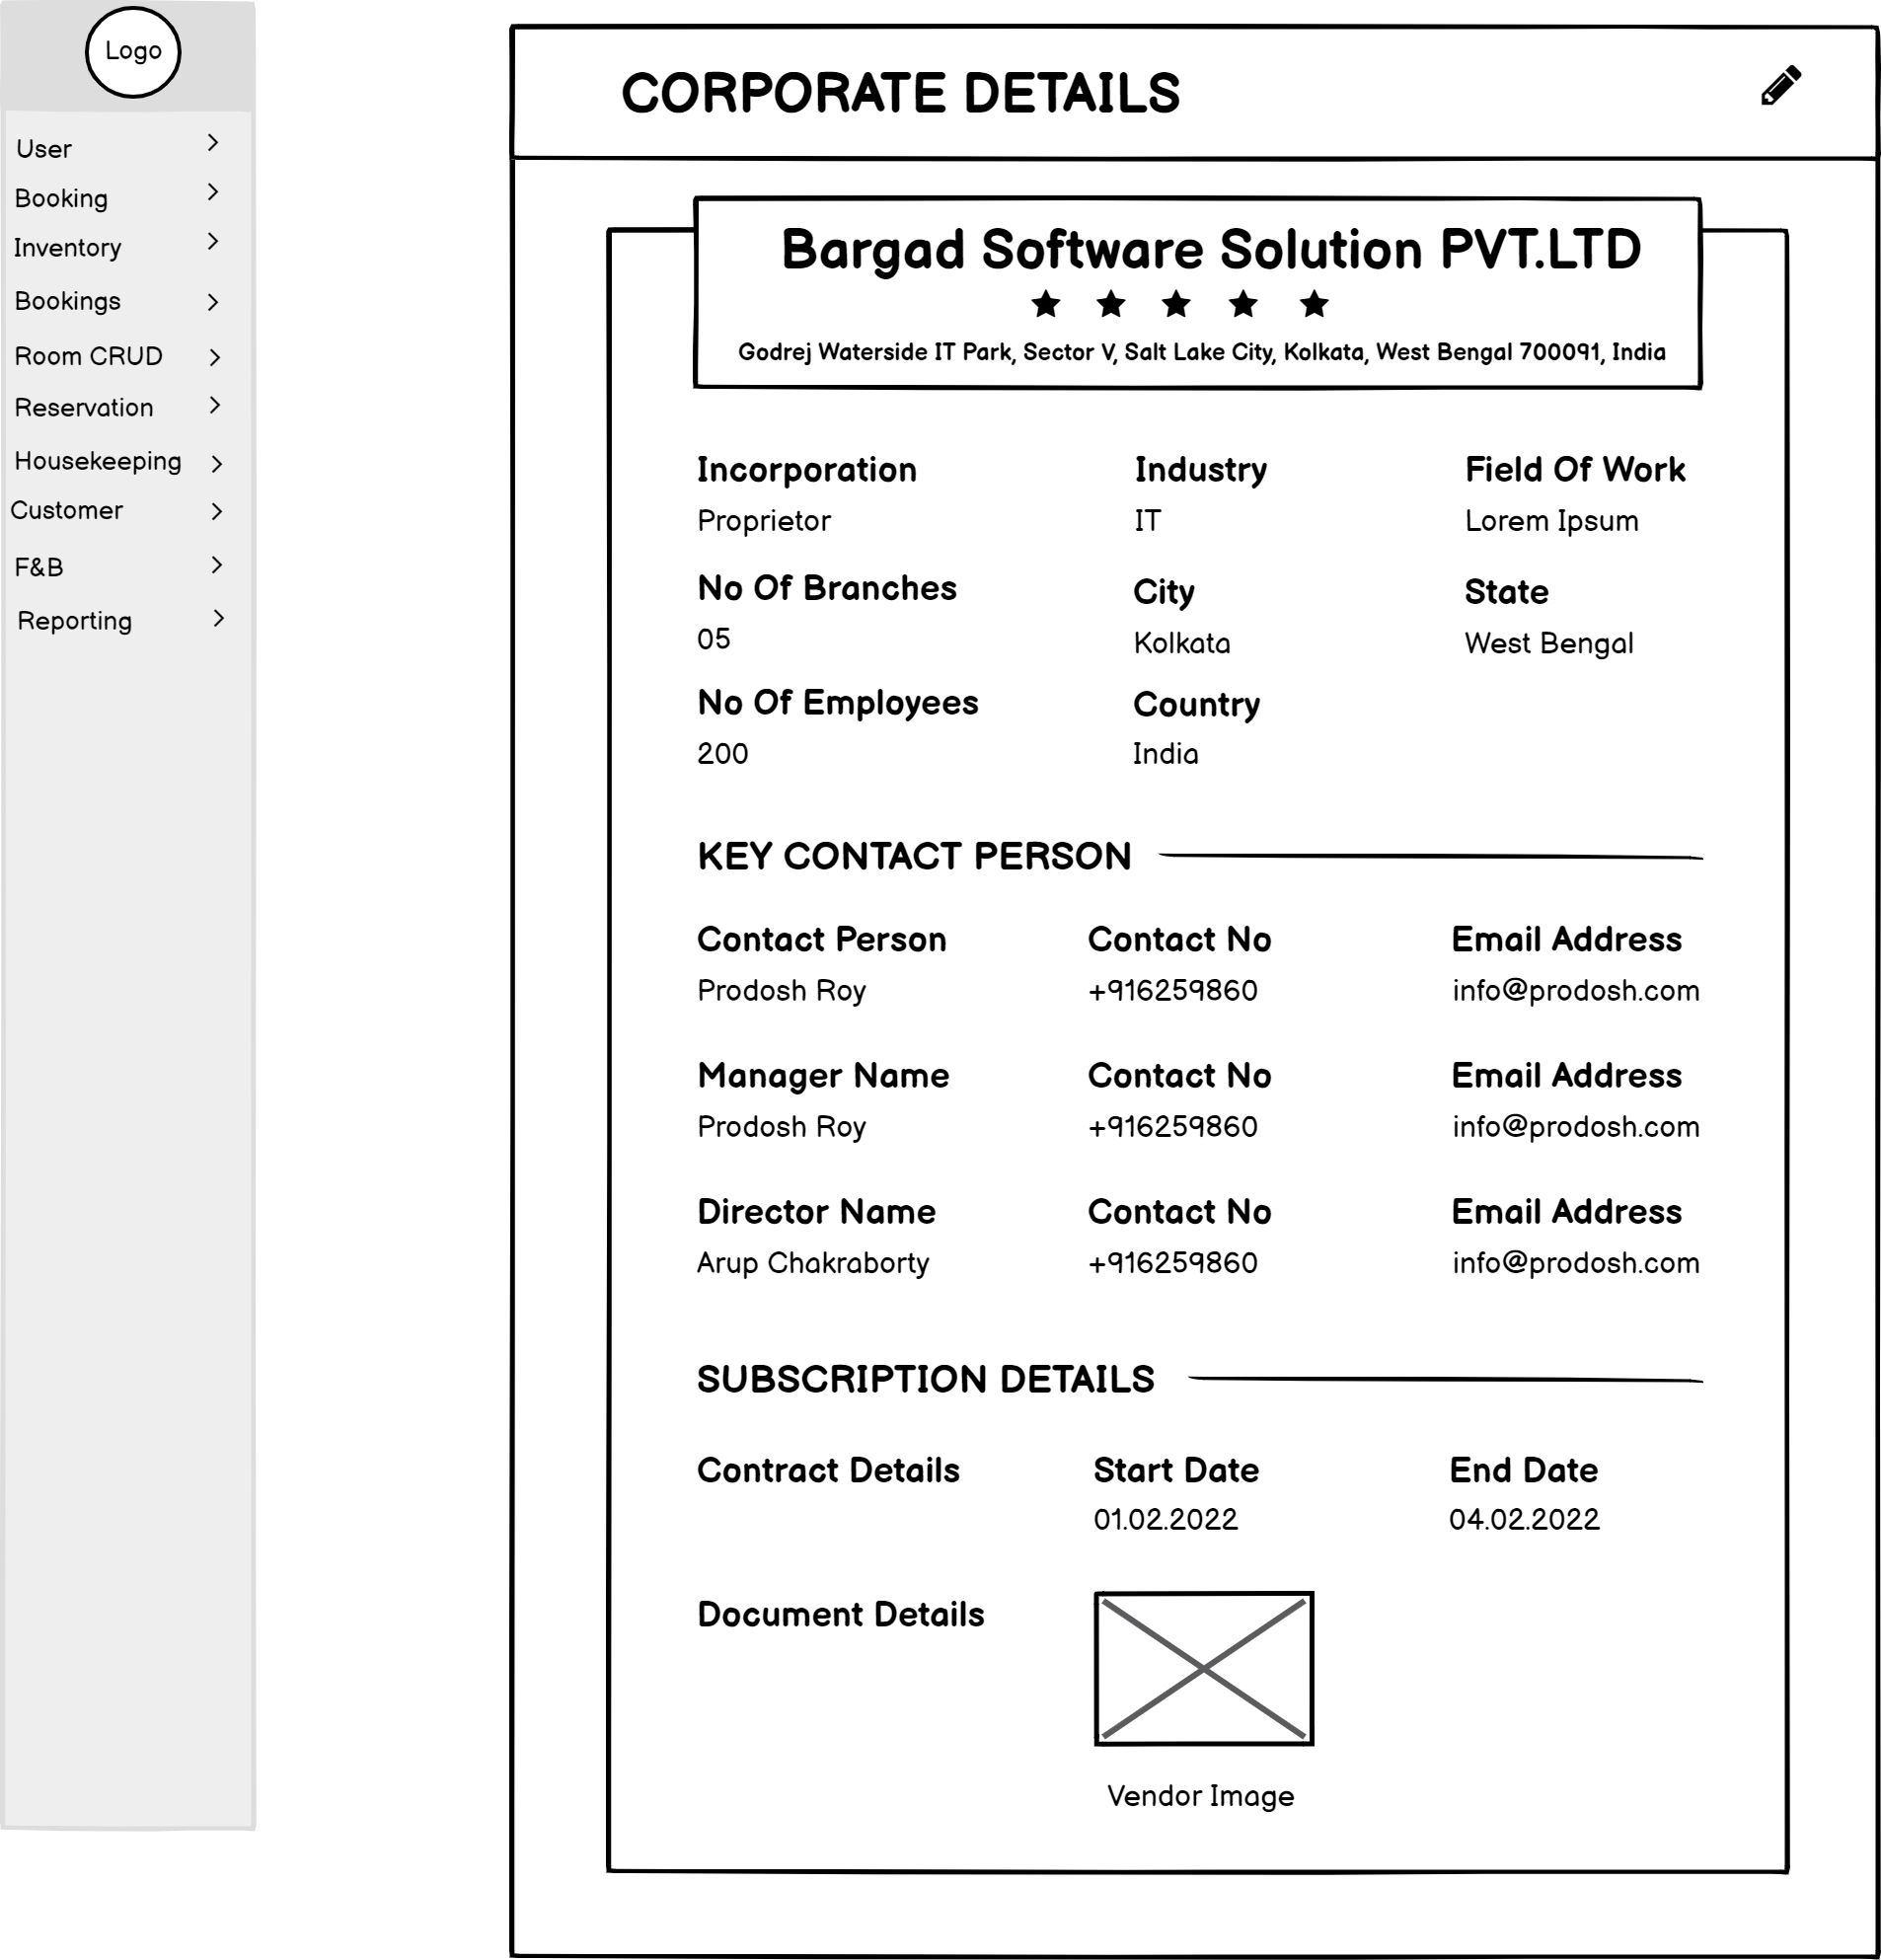 Logo
User
Booking
Inventory
Bookings
Room CRUD
Reservation
Housekeeping
Customer
F&B
Reporting
CORPORATE DETAILS
Bargad Software Solution PVT.LTD
Godrej Waterside IT Park, Sector V, Salt Lake City, Kolkata, West Bengal 700091, India
Incorporation Industry Field Of Work
Proprietor IT Lorem Ipsum
No Of Branches City State
05 Kolkata West Bengal
No Of Employees Country
200 India
KEY CONTACT PERSON
Contact Person Contact No Email Address
Prodosh Roy +916259860 info@prodosh.com
Manager Name Contact No Email Address
Prodosh Roy +916259860 info@prodosh.com
Director Name Contact No Email Address
Arup Chakraborty +916259860 info@prodosh.com
SUBSCRIPTION DETAILS
Contract Details Start Date End Date
01.02.2022 04.02.2022
Document Details
Vendor Image